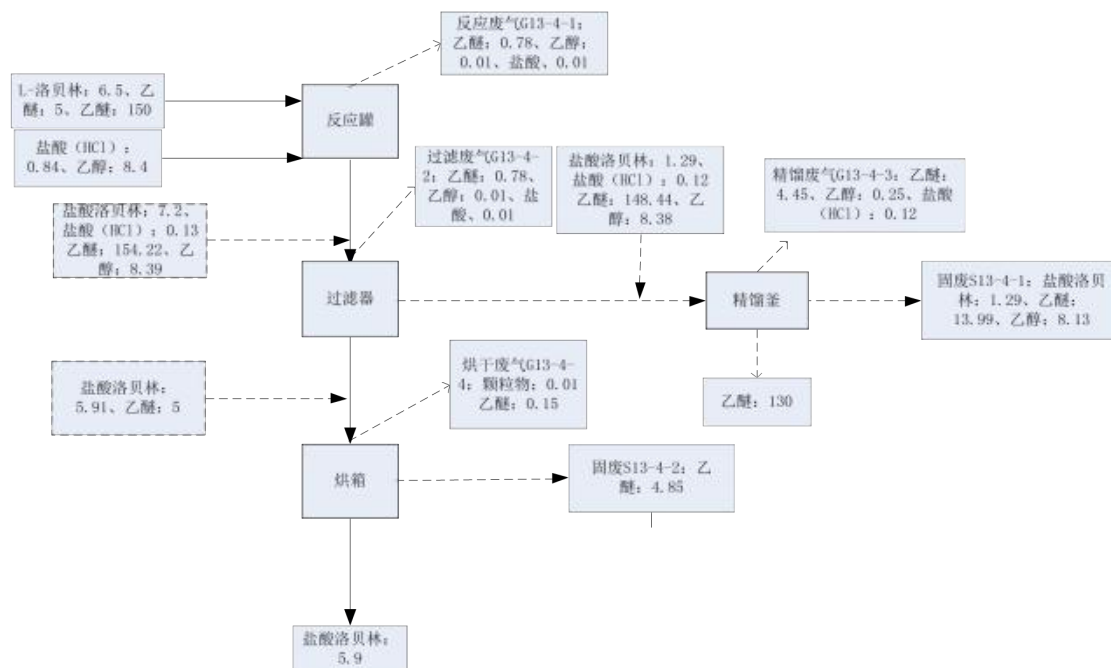 反应废气G13-4-1:
乙醚: 0.78、乙醇:
0.01、盐酸、0.01
L-洛贝林: 6.5、乙
醚: 5、乙醚: 150
反应罐
盐酸（HCl）:
0.84、乙醇: 8.4
过滤废气G13-4-
2: 乙醚: 0.78、
乙醇: 0.01、盐
酸、0.01
盐酸洛贝林: 1.29、
盐酸（HCl）: 0.12
乙醚: 148.44、乙
醇: 8.38
精馏废气G13-4-3: 乙醚:
4.45、乙醇: 0.25、盐酸
（HCl）: 0.12
盐酸洛贝林: 7.2、
盐酸（HCl）: 0.13
乙醚: 154.22、乙
醇: 8.39
过滤器
精馏釜
固废S13-4-1: 盐酸洛贝
林: 1.29、乙醚:
13.99、乙醇: 8.13
盐酸洛贝林:
5.91、乙醚: 5
烘干废气G13-4-
4: 颗粒物: 0.01
乙醚: 0.15
乙醚: 130
烘箱
固废S13-4-2: 乙
醚: 4.85
盐酸洛贝林:
5.9